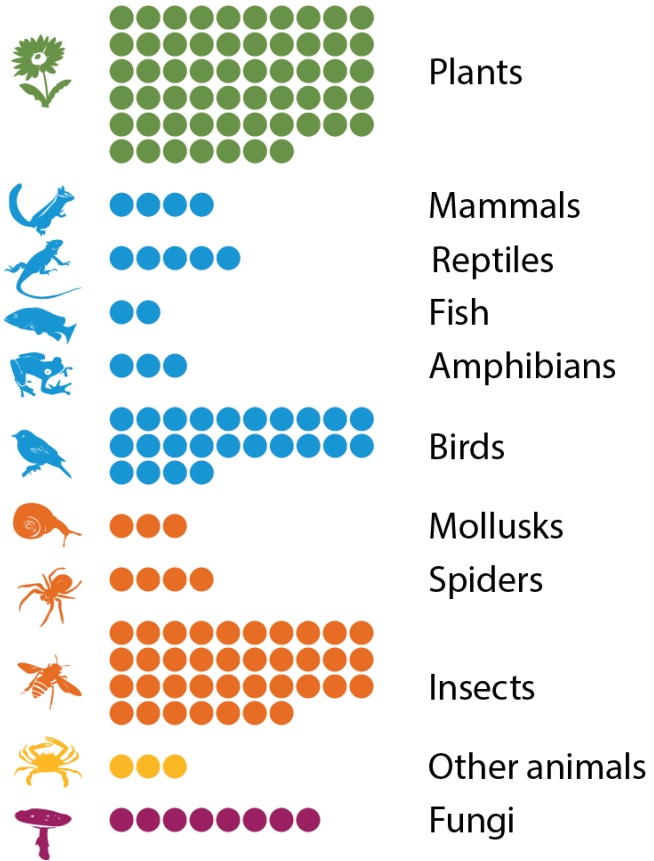 Plants
Mammals
Reptiles
Fish
Amphibians
Birds
Mollusks
Spiders
Insects
Other animals
Fungi